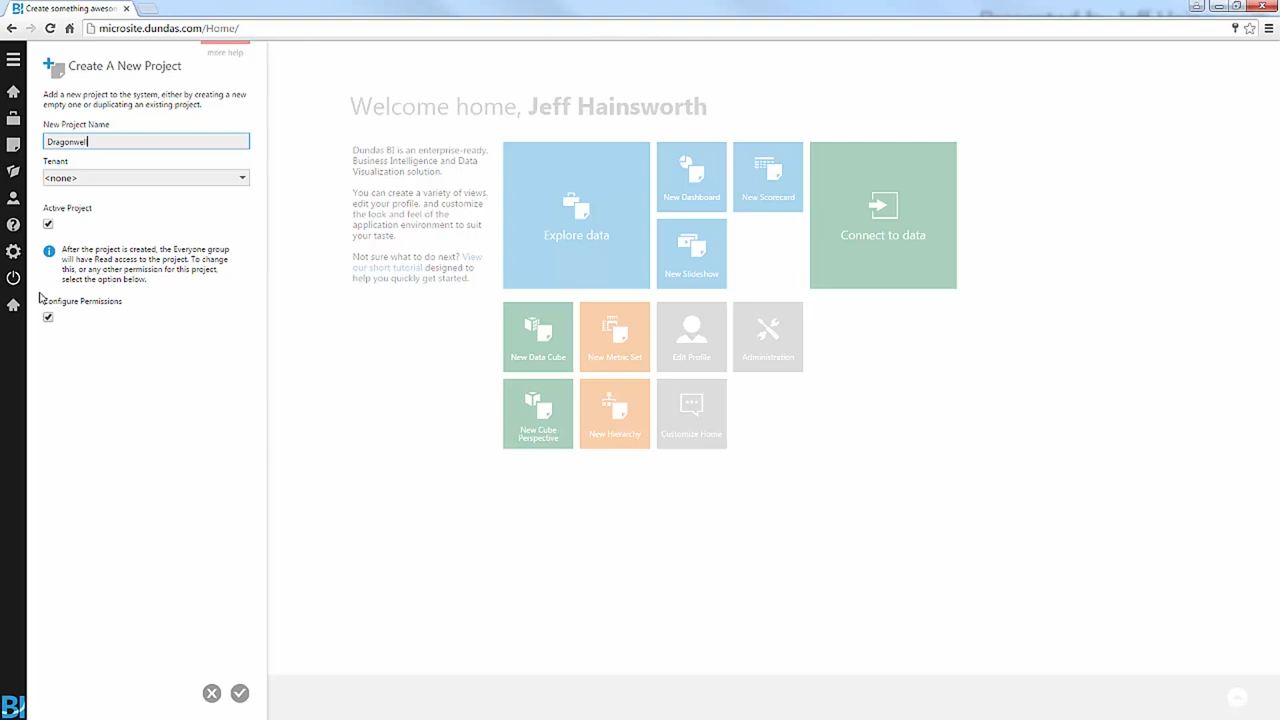 Create something aweson
microsite.dundas.com/Home/
more help
Create A New Project
Add a new project to the system, either by creating a new
empty one or duplicating an existing project.
New Project Name
Dragonwell
Tenant
<none>
Active Project
After the project is created, the Everyone group
will have Read access to the project. To change
this, or any other permission for this project,
select the option below.
Configure Permissions
Welcome home, Jeff Hainsworth
Dundas BI is an enterprise-ready,
Business Intelligence and Data
Visualization solution.
You can create a variety of views,
edit your profile, and customize
the look and feel of the
application environment to suit
your taste.
Not sure what to do next? View
our short tutorial designed to
help you quickly get started.
Explore data
New Dashboard
New Scorecard
New Slideshow
Connect to data
New Data Cube
New Metric Set
Edit Profile
Administration
New Cube
Perspective
New Hierarchy
Customize Home
BI